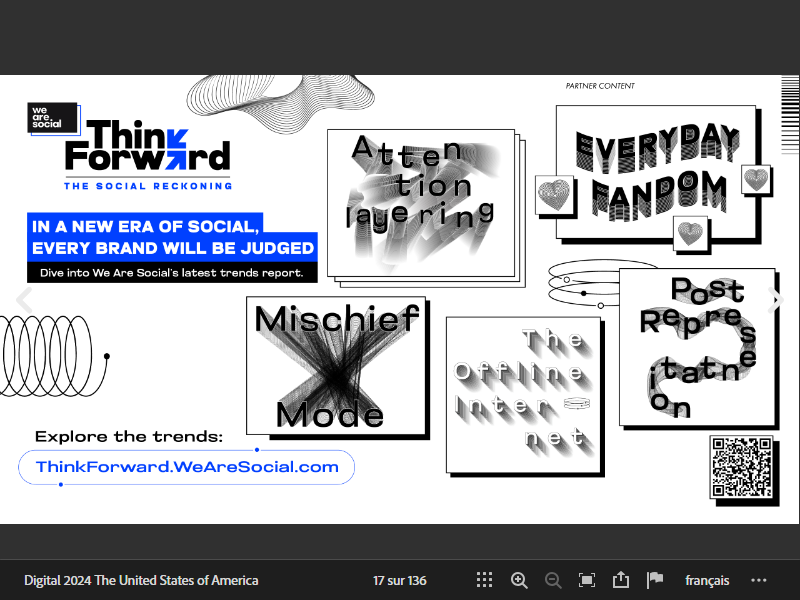 PARTNER CONTENT
we
are.
social
Think
Forward
THE SOCIAL RECKONING
IN A NEW ERA OF SOCIAL,
EVERY BRAND WILL BE JUDGED
Dive into We Are Social's latest trends report.
Atten
tion
layering
EVERYDAY
FANDOM
Mischief
Mode
The
Offline
Inter
net
Post
Repre
se
itatn
on
Explore the trends:
ThinkForward.WeAreSocial.com
Digital 2024 The United States of America
17 sur 136
français